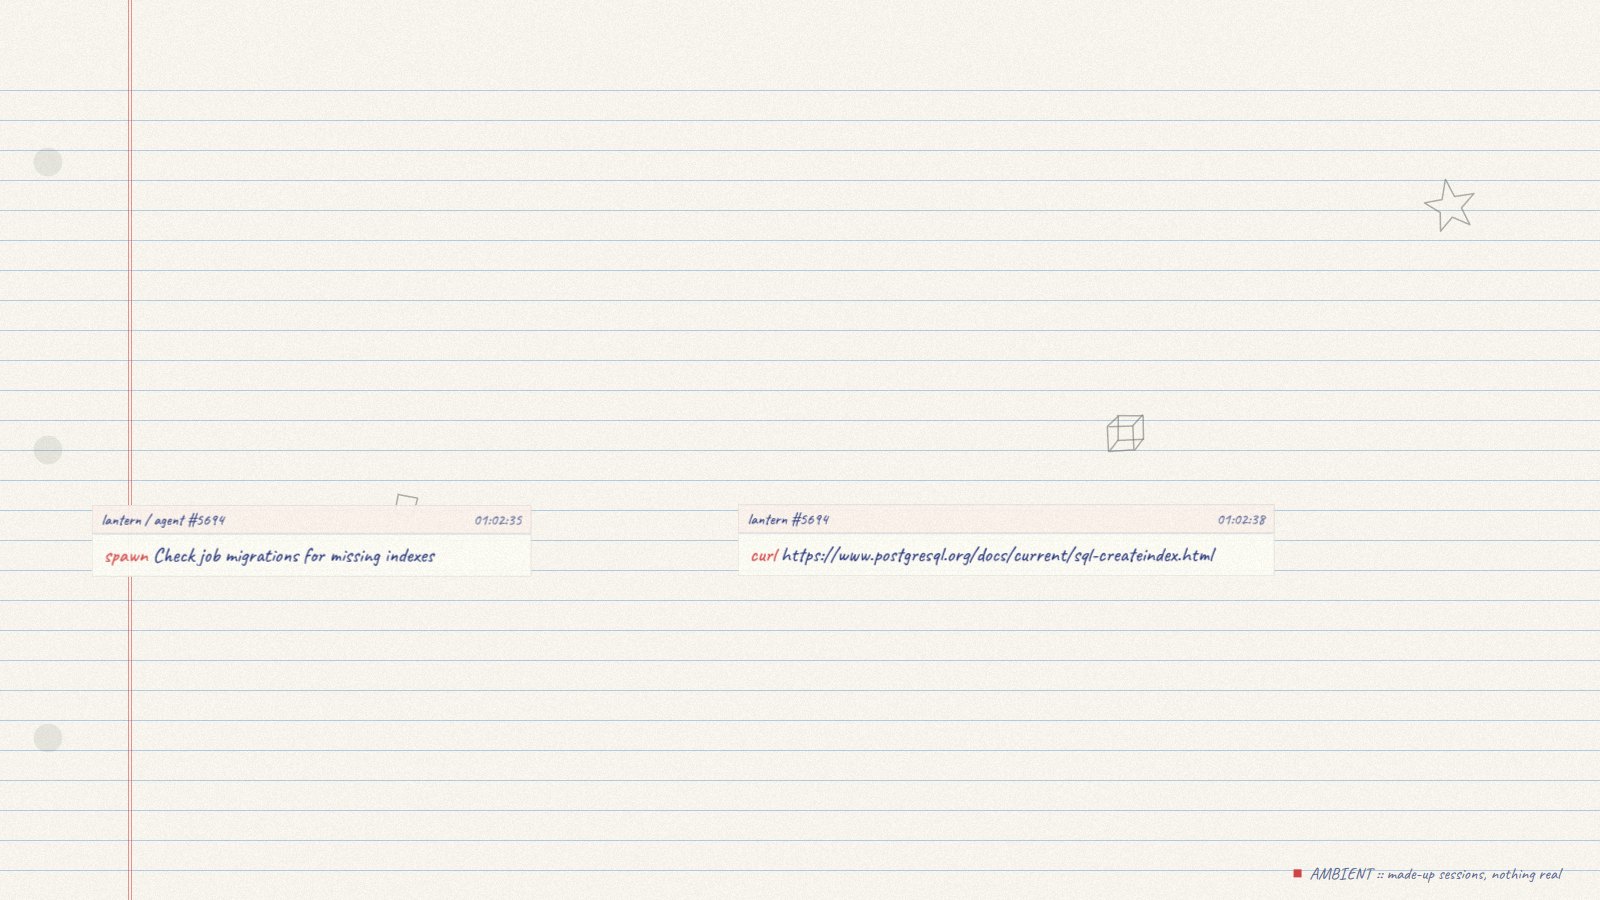 lantern / agent #5694
01:02:35
spawn Check job migrations for missing indexes
lantern #5694
01:02:38
curl https://www.postgresql.org/docs/current/sql-createindex.html
AMBIENT :: made-up sessions, nothing real